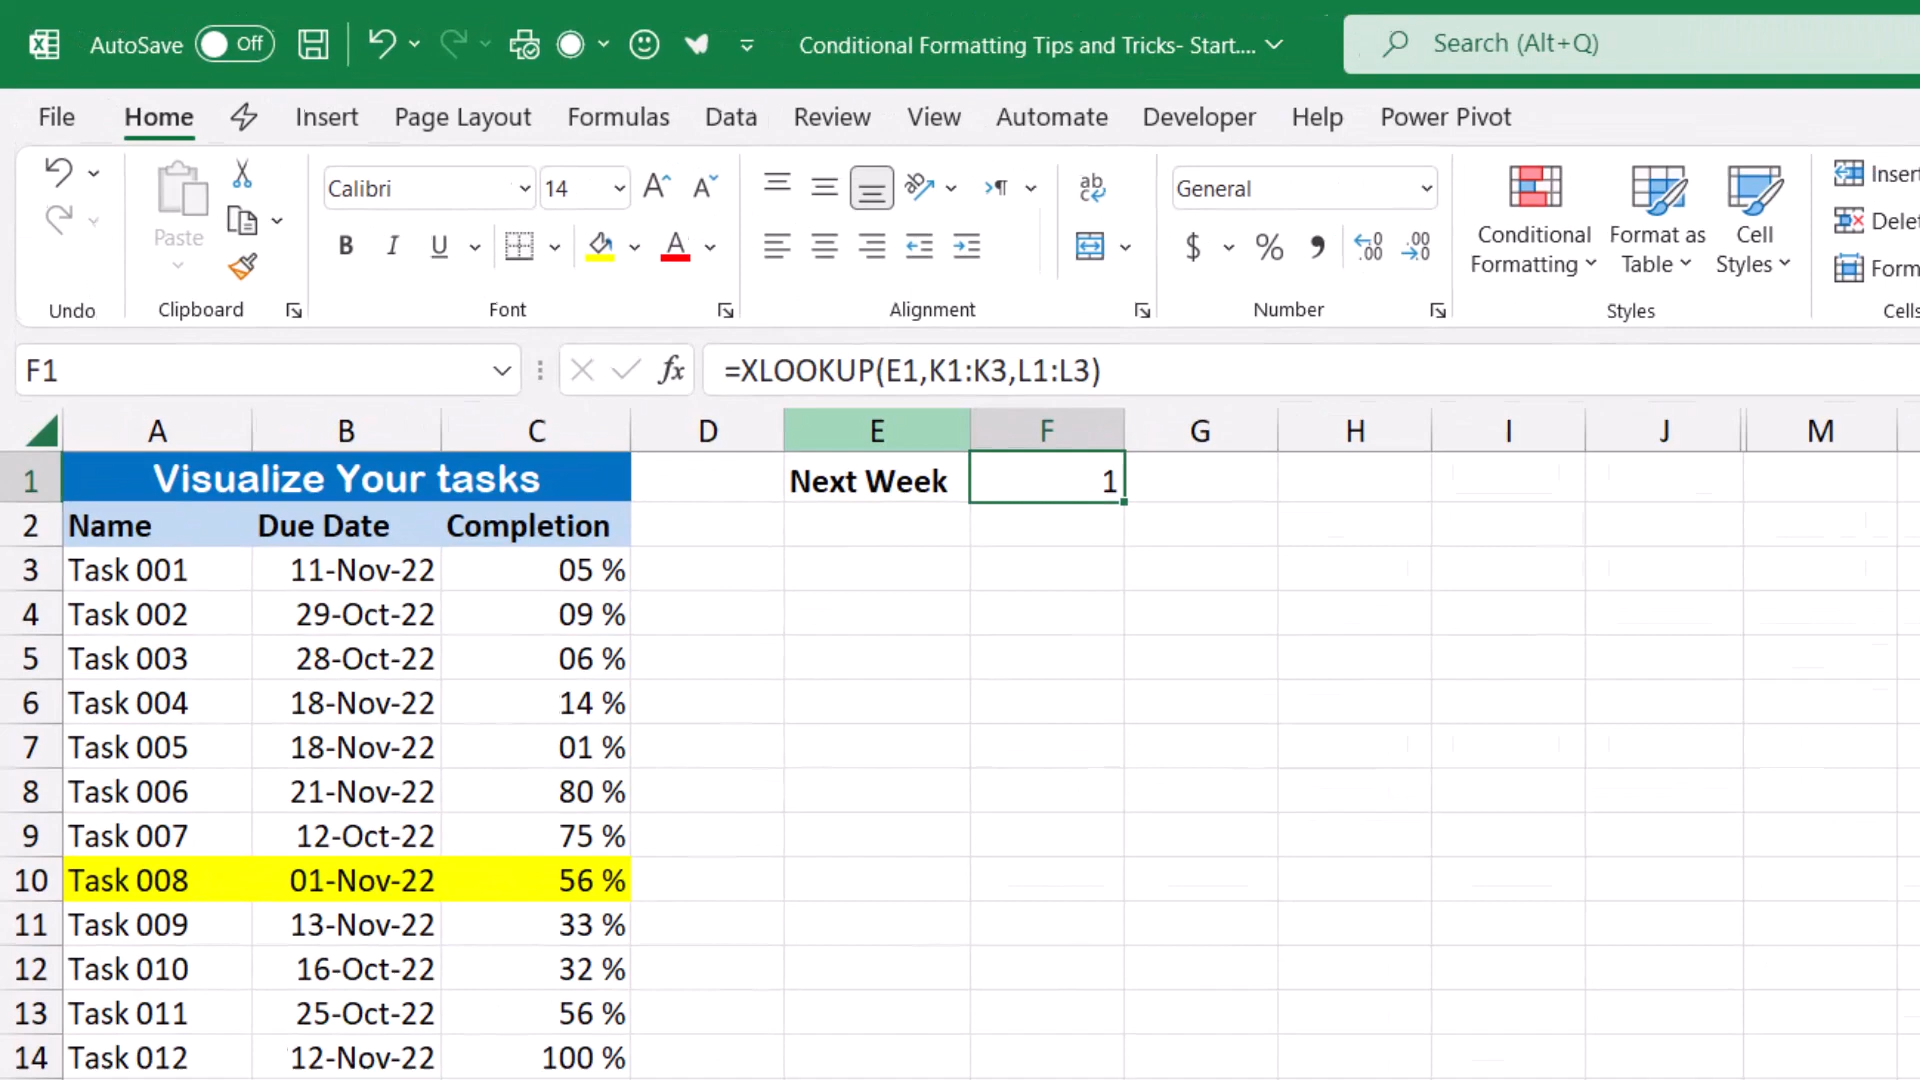 AutoSave Off Conditional Formatting Tips and Tricks- Start.... Search (Alt+Q)
File Home Insert Page Layout Formulas Data Review View Automate Developer Help Power Pivot
Paste
Undo
Clipboard
Calibri 14
B I U
Font
Alignment
General
$ % 9
Number
Conditional Formatting
Format as Table
Cell Styles
Styles
Insert
Delet
Form
Cells
F1 fx =XLOOKUP(E1,K1:K3,L1:L3)
A B C D E F G H I J M
1 Visualize Your tasks Next Week 1
2 Name Due Date Completion
3 Task 001 11-Nov-22 05 %
4 Task 002 29-Oct-22 09 %
5 Task 003 28-Oct-22 06 %
6 Task 004 18-Nov-22 14 %
7 Task 005 18-Nov-22 01 %
8 Task 006 21-Nov-22 80 %
9 Task 007 12-Oct-22 75 %
10 Task 008 01-Nov-22 56 %
11 Task 009 13-Nov-22 33 %
12 Task 010 16-Oct-22 32 %
13 Task 011 25-Oct-22 56 %
14 Task 012 12-Nov-22 100 %